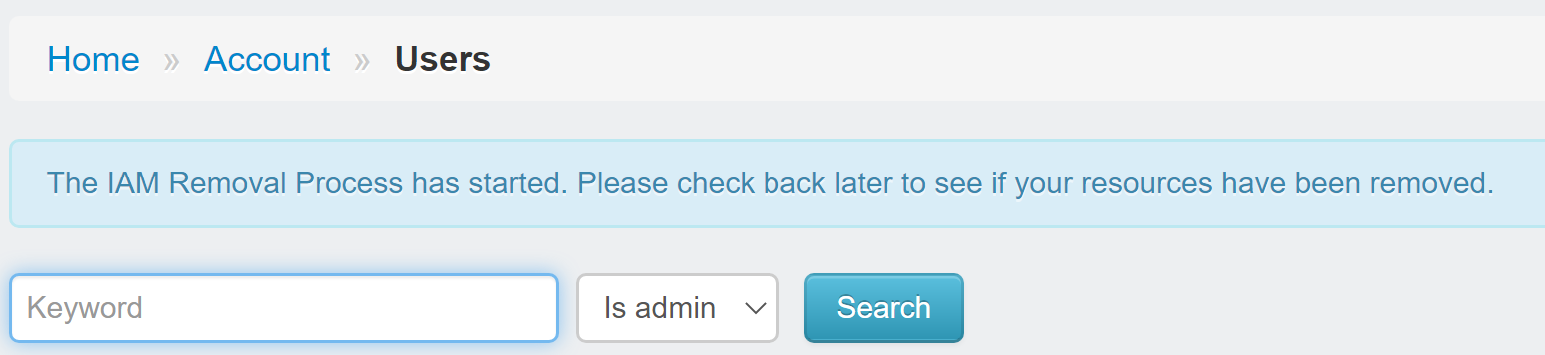 Home » Account » Users
The IAM Removal Process has started. Please check back later to see if your resources have been removed.
Keyword Is admin Search